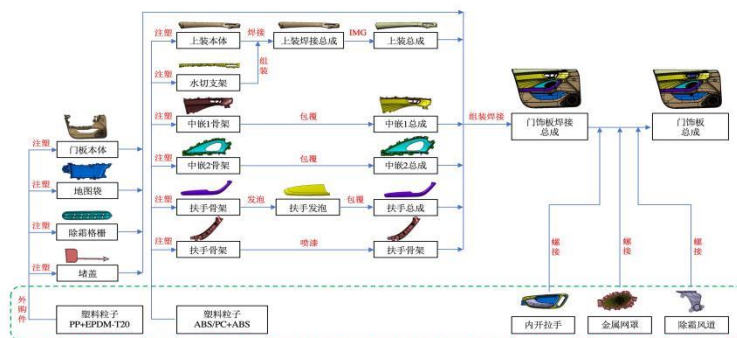 注塑
上装本体
焊接
上装焊接总成
IMG
上装总成
组装
注塑
水切支架
注塑
中嵌1骨架
包覆
中嵌1总成
组装焊接
门饰板焊接
总成
门饰板
总成
注塑
门板本体
注塑
中嵌2骨架
包覆
中嵌2总成
注塑
地图袋
注塑
扶手骨架
发泡
扶手发泡
包覆
扶手总成
注塑
除霜格栅
注塑
扶手骨架
喷漆
扶手骨架
螺接
螺接
螺接
注塑
堵盖
外购件
塑料粒子
PP+EPDM-T20
塑料粒子
ABS/PC+ABS
内开拉手
金属网罩
除霜风道